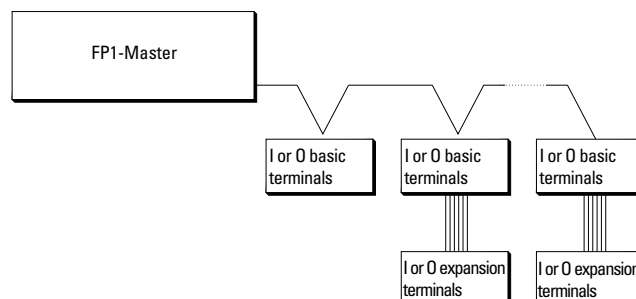 FP1-Master
I or O basic
terminals
I or O basic
terminals
I or O basic
terminals
I or O expansion
terminals
I or O expansion
terminals